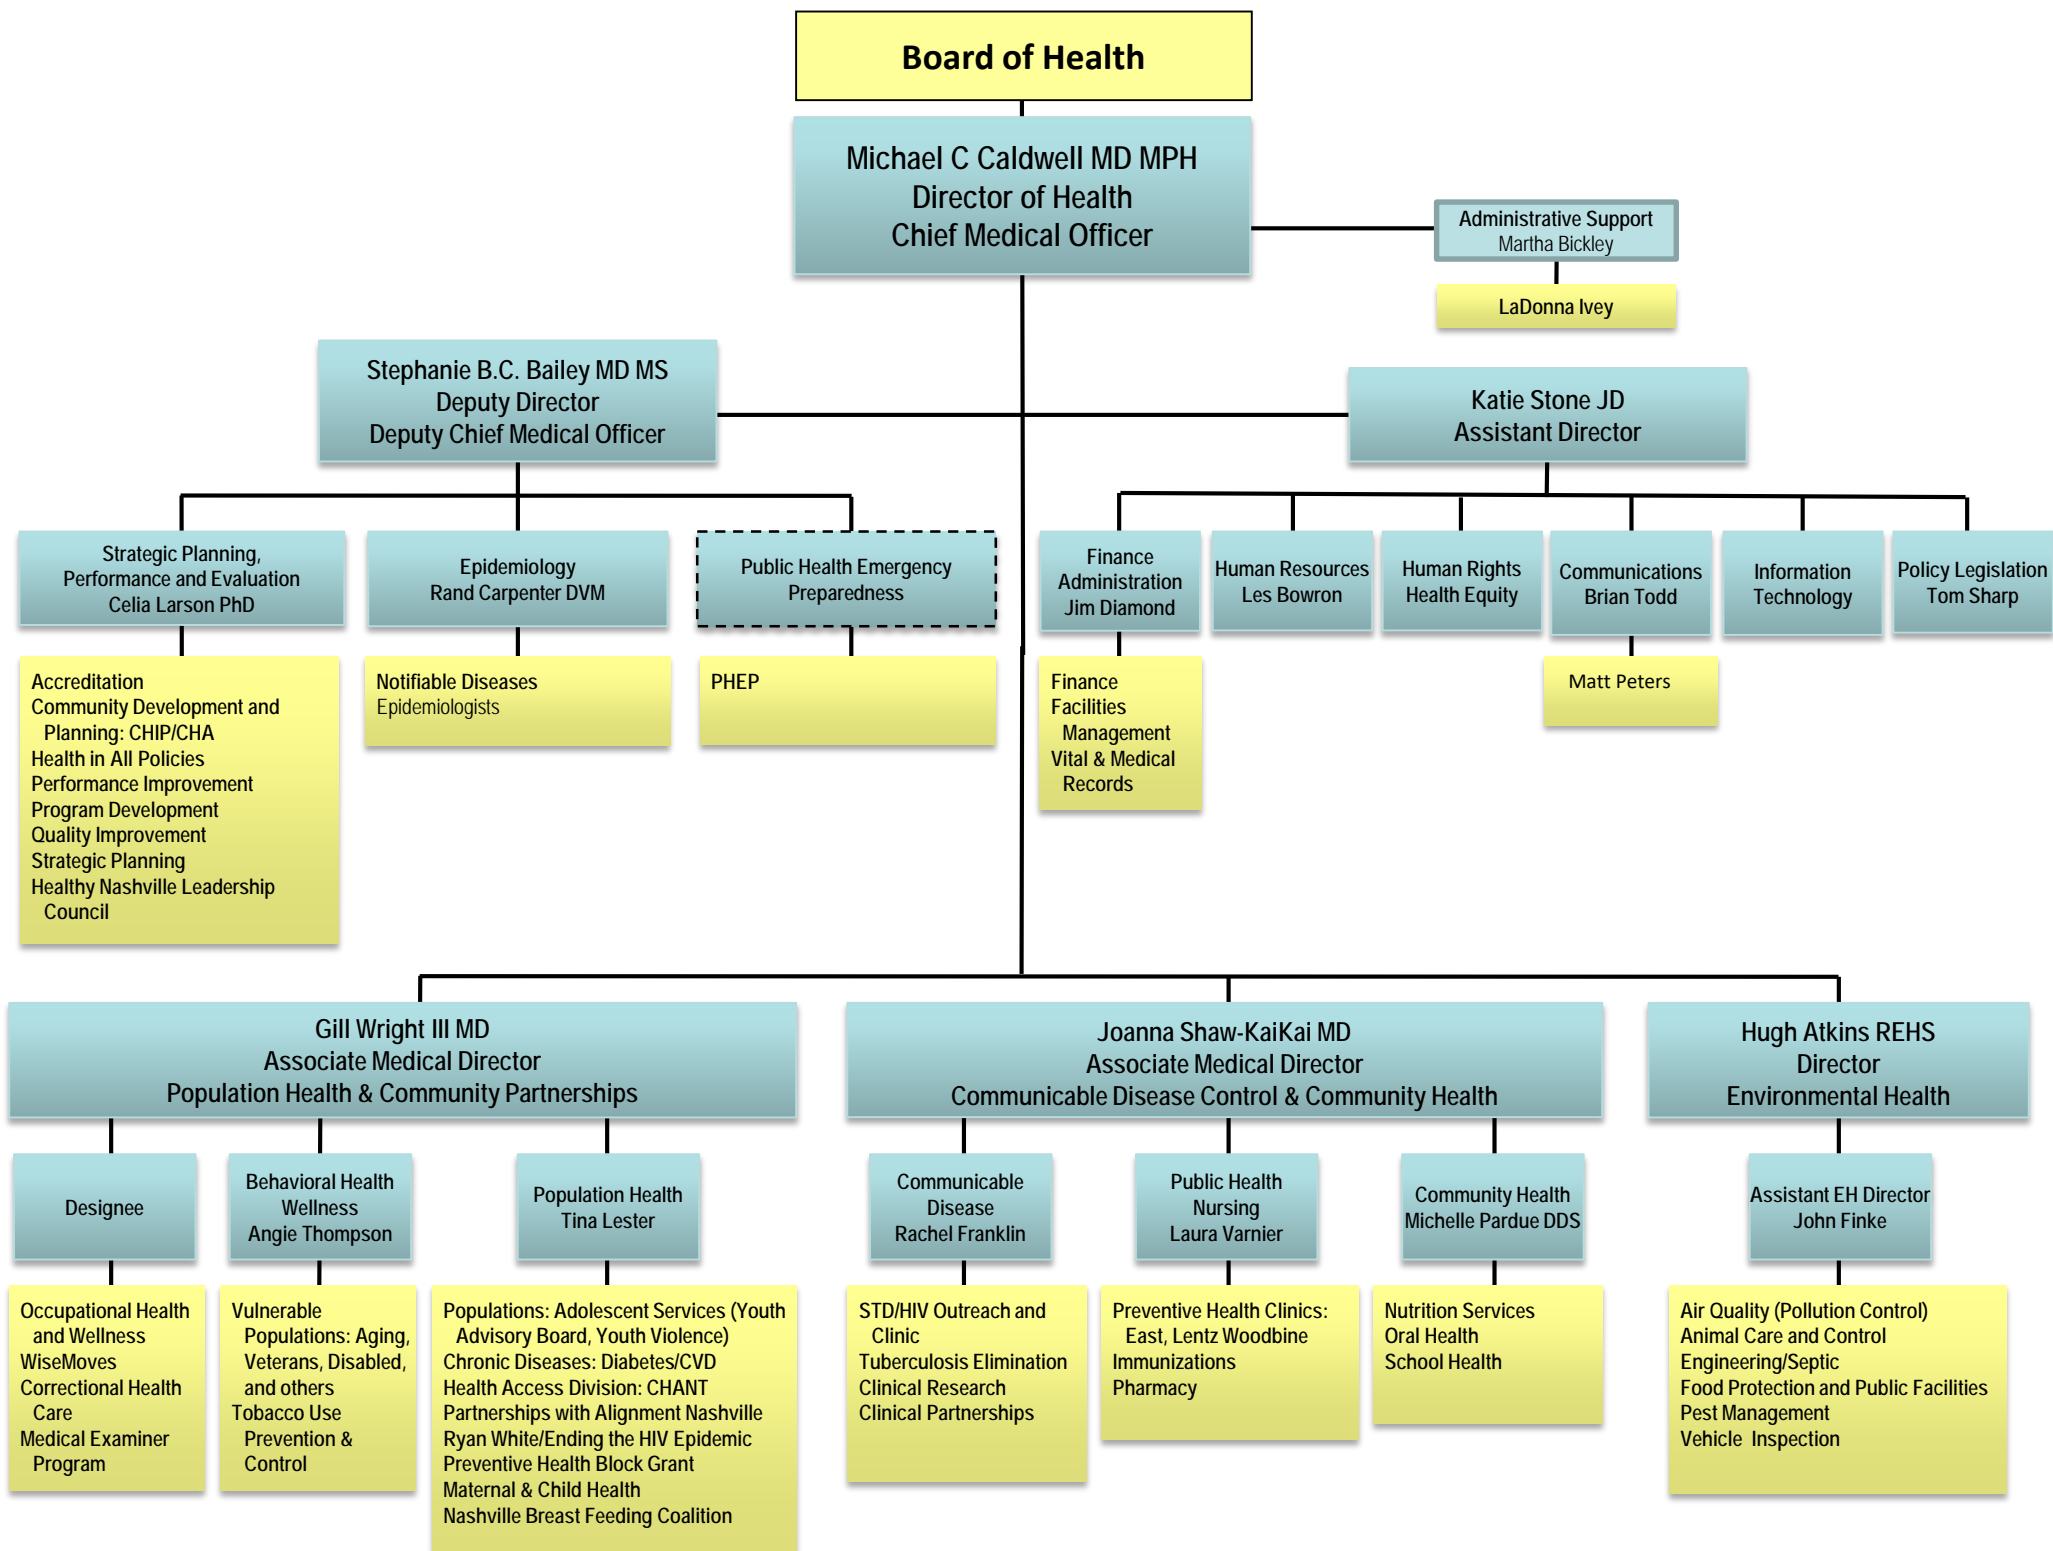 Board of Health
Michael C Caldwell MD MPH
Director of Health
Chief Medical Officer
Administrative Support
Martha Bickley
LaDonna Ivey
Stephanie B.C. Bailey MD MS
Deputy Director
Deputy Chief Medical Officer
Katie Stone JD
Assistant Director
Strategic Planning,
Performance and Evaluation
Celia Larson PhD
Epidemiology
Rand Carpenter DVM
Public Health Emergency
Preparedness
Finance
Administration
Jim Diamond
Human Resources
Les Bowron
Human Rights
Health Equity
Communications
Brian Todd
Information
Technology
Policy Legislation
Tom Sharp
Accreditation
Community Development and
Planning: CHIP/CHA
Health in All Policies
Performance Improvement
Program Development
Quality Improvement
Strategic Planning
Healthy Nashville Leadership
Council
Notifiable Diseases
Epidemiologists
PHEP
Finance
Facilities
Management
Vital & Medical
Records
Matt Peters
Gill Wright III MD
Associate Medical Director
Population Health & Community Partnerships
Joanna Shaw-KaiKai MD
Associate Medical Director
Communicable Disease Control & Community Health
Hugh Atkins REHS
Director
Environmental Health
Designee
Behavioral Health
Wellness
Angie Thompson
Population Health
Tina Lester
Communicable
Disease
Rachel Franklin
Public Health
Nursing
Laura Varnier
Community Health
Michelle Pardue DDS
Assistant EH Director
John Finke
Occupational Health
and Wellness
WiseMoves
Correctional Health
Care
Medical Examiner
Program
Vulnerable
Populations: Aging,
Veterans, Disabled,
and others
Tobacco Use
Prevention &
Control
Populations: Adolescent Services (Youth
Advisory Board, Youth Violence)
Chronic Diseases: Diabetes/CVD
Health Access Division: CHANT
Partnerships with Alignment Nashville
Ryan White/Ending the HIV Epidemic
Preventive Health Block Grant
Maternal & Child Health
Nashville Breast Feeding Coalition
STD/HIV Outreach and
Clinic
Tuberculosis Elimination
Clinical Research
Clinical Partnerships
Preventive Health Clinics:
East, Lentz Woodbine
Immunizations
Pharmacy
Nutrition Services
Oral Health
School Health
Air Quality (Pollution Control)
Animal Care and Control
Engineering/Septic
Food Protection and Public Facilities
Pest Management
Vehicle Inspection